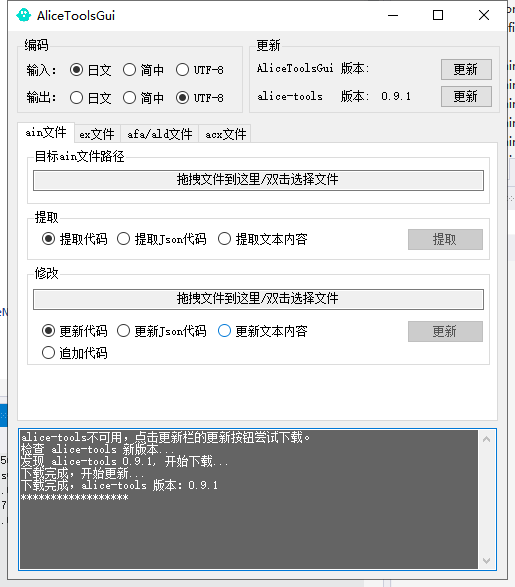 AliceToolsGui
编码
更新
输入: 日文 简中 UTF-8
AliceToolsGui 版本: 更新
输出: 日文 简中 UTF-8
alice-tools 版本: 0.9.1 更新
ain文件 ex文件 afa/ald文件 acx文件
目标ain文件路径
拖拽文件到这里/双击选择文件
提取
提取代码 提取Json代码 提取文本内容 提取
修改
拖拽文件到这里/双击选择文件
更新代码 更新Json代码 更新文本内容 更新
追加代码
alice-tools不可用，点击更新栏的更新按钮尝试下载。
检查 alice-tools 新版本...
发现 alice-tools 0.9.1, 开始下载...
下载完成，开始更新...
下载完成，alice-tools 版本：0.9.1
******************